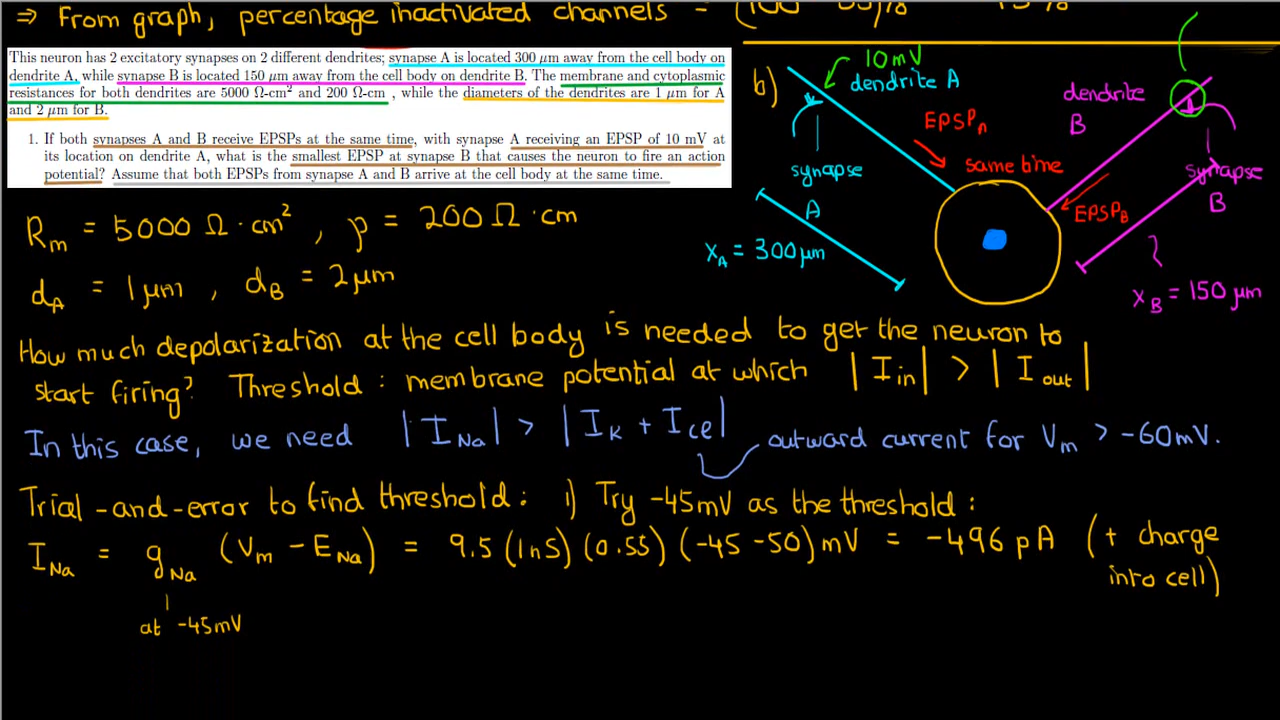 ⇒ From graph, percentage inactivated channels =
This neuron has 2 excitatory synapses on 2 different dendrites; synapse A is located 300 μm away from the cell body on
dendrite A, while synapse B is located 150 μm away from the cell body on dendrite B. The membrane and cytoplasmic
resistances for both dendrites are 5000 Ω-cm² and 200 Ω-cm , while the diameters of the dendrites are 1 μm for A
and 2 μm for B.
1. If both synapses A and B receive EPSPs at the same time, with synapse A receiving an EPSP of 10 mV at
its location on dendrite A, what is the smallest EPSP at synapse B that causes the neuron to fire an action
potential? Assume that both EPSPs from synapse A and B arrive at the cell body at the same time.
b)
10mV
dendrite A
EPSP_A
same time
synapse
A
x_A = 300μm
dendrite
B
EPSP_B
synapse
B
x_B = 150 μm
R_m = 5000 Ω·cm² , ρ = 200 Ω·cm
d_A = 1μm , d_B = 2μm
How much depolarization at the cell body is needed to get the neuron to
start firing? Threshold : membrane potential at which |I_in| > |I_out|
In this case, we need |I_Na| > |I_K + I_Cl| outward current for V_m > -60mV.
Trial-and-error to find threshold: i) Try -45mV as the threshold:
I_Na = g_Na (V_m - E_Na) = 9.5 (1nS)(0.55)(-45-50)mV = -496 pA (+ charge
into cell)
at -45mV